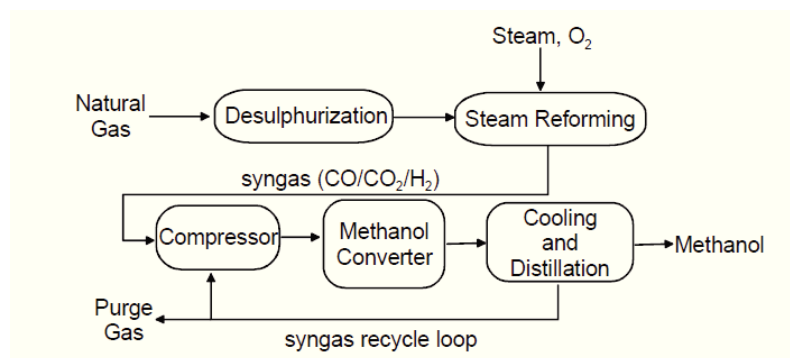 Steam, O₂
Natural
Gas
Desulphurization
Steam Reforming
syngas (CO/CO₂/H₂)
Compressor
Methanol
Converter
Cooling
and
Distillation
Methanol
Purge
Gas
syngas recycle loop